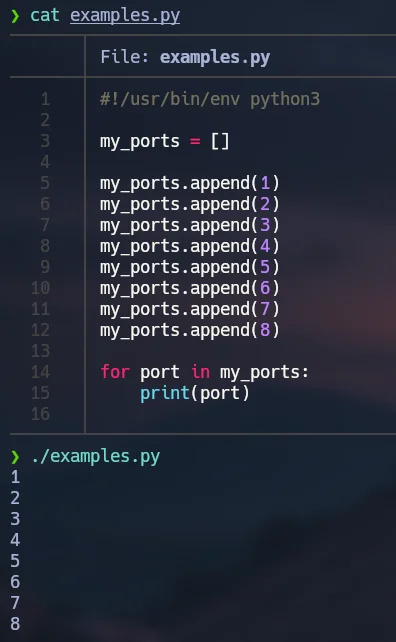 ❯ cat examples.py
File: examples.py
1 #!/usr/bin/env python3
2
3 my_ports = []
4
5 my_ports.append(1)
6 my_ports.append(2)
7 my_ports.append(3)
8 my_ports.append(4)
9 my_ports.append(5)
10 my_ports.append(6)
11 my_ports.append(7)
12 my_ports.append(8)
13
14 for port in my_ports:
15     print(port)
16
❯ ./examples.py
1
2
3
4
5
6
7
8